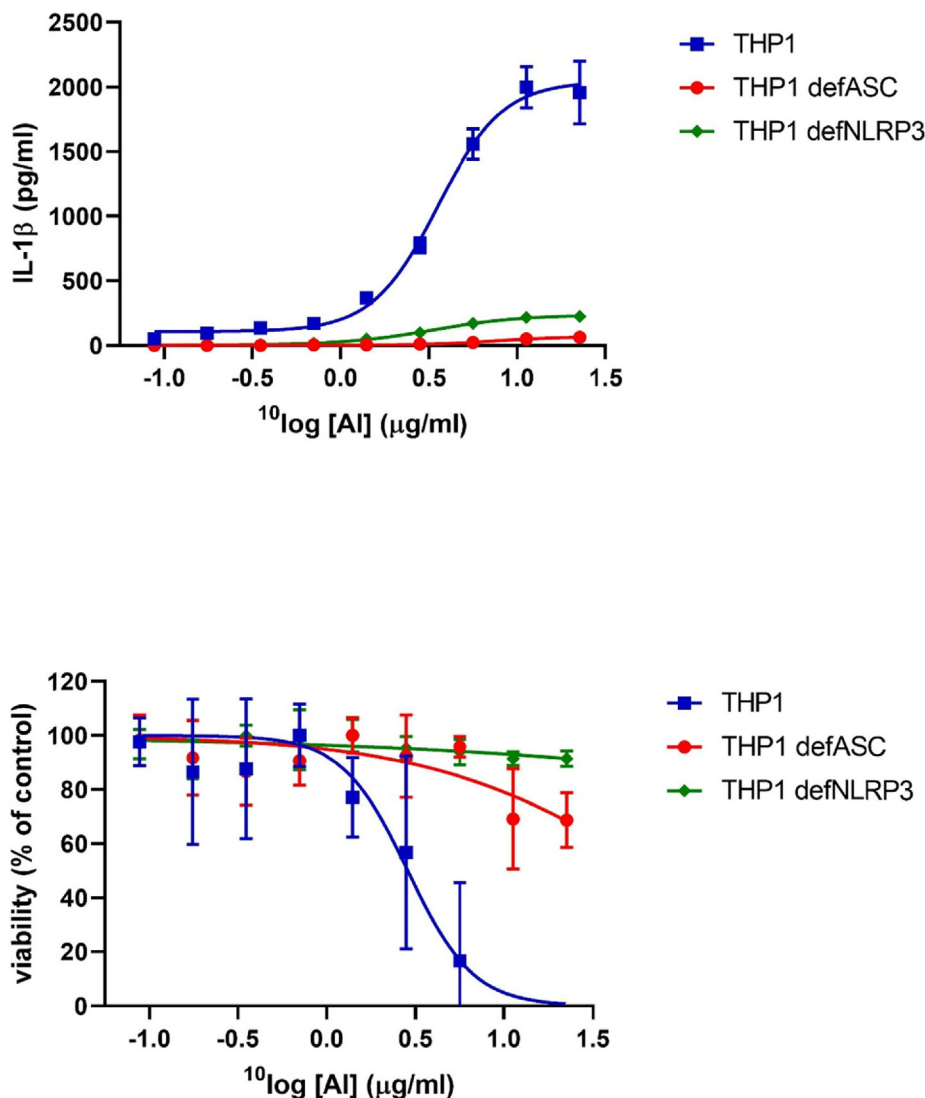 2500
2000
1500
1000
500
0
IL-1β (pg/ml)
-1.0 -0.5 0.0 0.5 1.0 1.5
¹⁰log [Al] (μg/ml)
THP1
THP1 defASC
THP1 defNLRP3
120
100
80
60
40
20
0
viability (% of control)
-1.0 -0.5 0.0 0.5 1.0 1.5
¹⁰log [Al] (μg/ml)
THP1
THP1 defASC
THP1 defNLRP3